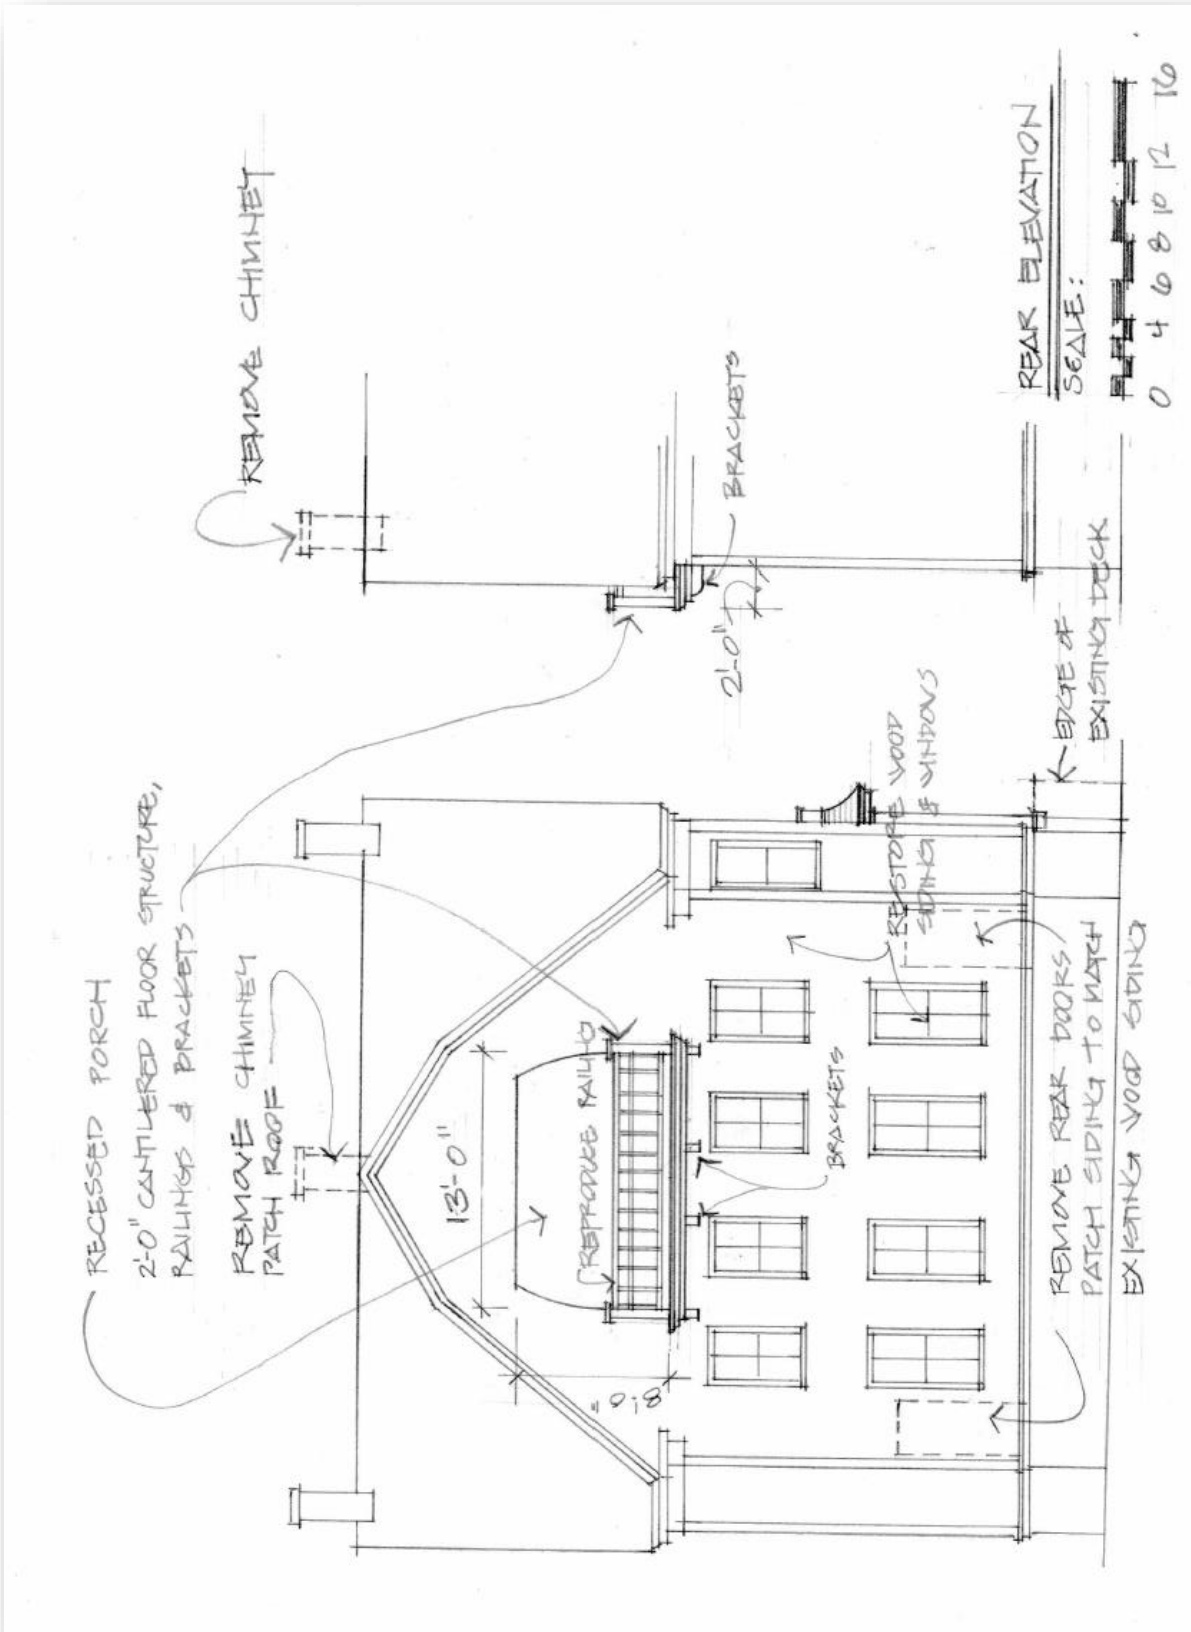 RECESSED PORCH
2'-0" CANTILERED FLOOR STRUCTURE,
RAILINGS & BRACKETS
REMOVE CHIMNEY
PATCH ROOF
REMOVE CHIMNEY
13'-0"
8'-0"
REPRODUCE RAILING
BRACKETS
2'-0"
BRACKETS
RESTORE WOOD
SIDING & WINDOWS
EDGE OF
EXISTING DECK
REMOVE REAR DOORS,
PATCH SIDING TO MATCH
EXISTING WOOD SIDING
REAR ELEVATION
SCALE:
0 4 6 8 10 12 16